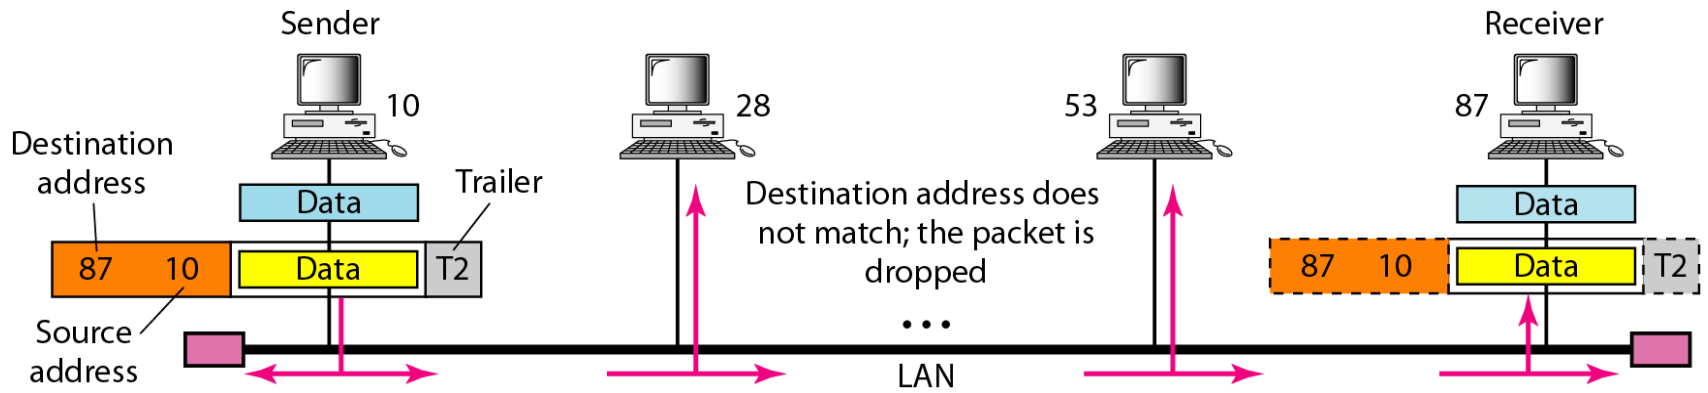 Sender
Receiver
10
28
53
87
Destination
address
Trailer
Data
Destination address does
not match; the packet is
dropped
Data
87 10
Data
T2
87 10
Data
T2
Source
address
...
LAN